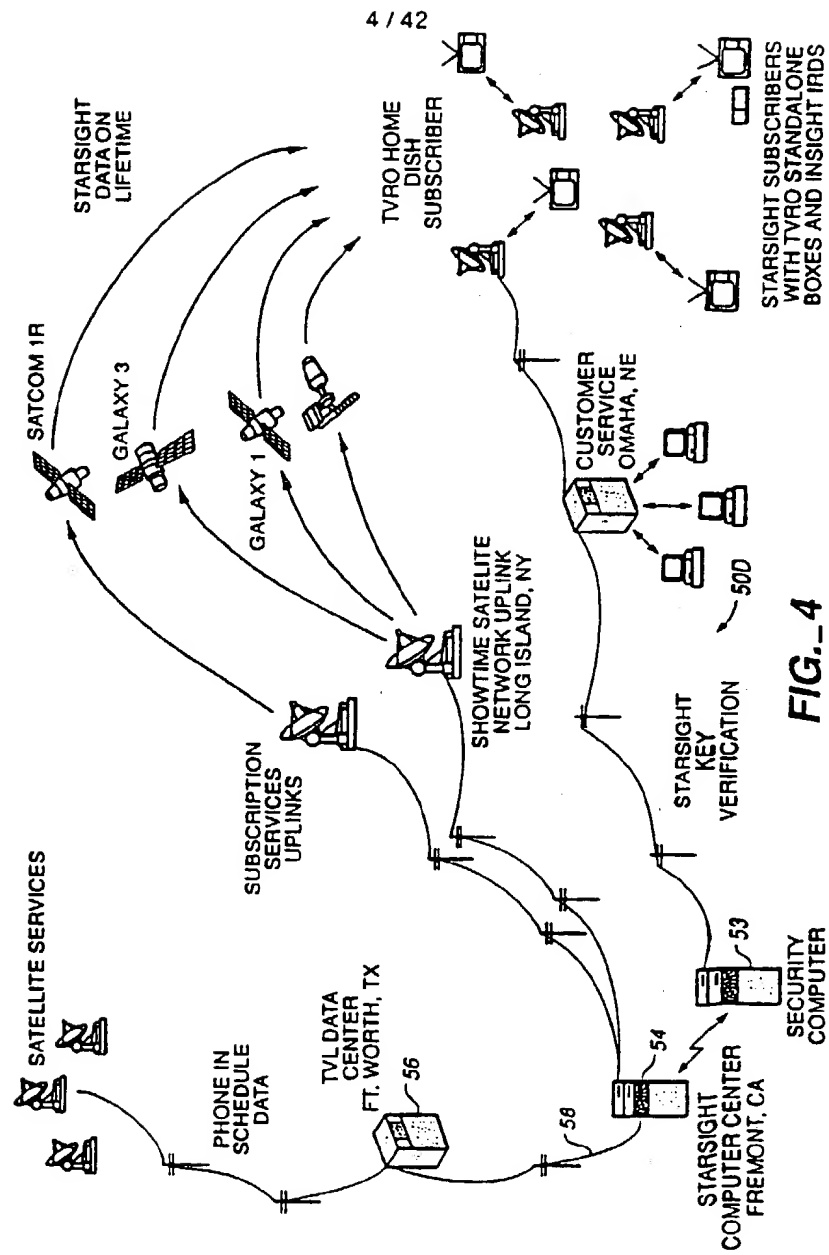 4 / 42
SATELLITE SERVICES
PHONE IN
SCHEDULE
DATA
TVL DATA
CENTER
FT. WORTH, TX
56
58
54
STARSIGHT
COMPUTER CENTER
FREMONT, CA
53
SECURITY
COMPUTER
SUBSCRIPTION
SERVICES
UPLINKS
SHOWTIME SATELITE
NETWORK UPLINK
LONG ISLAND, NY
SATCOM 1R
GALAXY 3
GALAXY 1
STARSIGHT
DATA ON
LIFETIME
TVRO HOME
DISH
SUBSCRIBER
CUSTOMER
SERVICE
OMAHA, NE
STARSIGHT
KEY
VERIFICATION
50D
STARSIGHT SUBSCRIBERS
WITH TVRO STANDALONE
BOXES AND INSIGHT IRDS
FIG._4